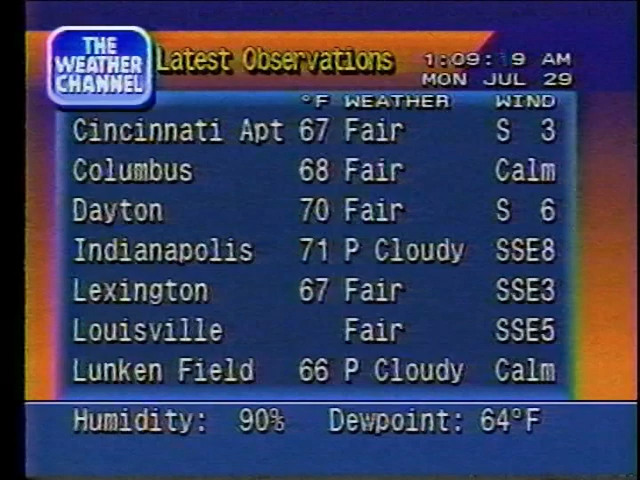 THE
WEATHER
CHANNEL
Latest Observations
1:09:19 AM
MON JUL 29
°F WEATHER WIND
Cincinnati Apt 67 Fair S 3
Columbus 68 Fair Calm
Dayton 70 Fair S 6
Indianapolis 71 P Cloudy SSE8
Lexington 67 Fair SSE3
Louisville Fair SSE5
Lunken Field 66 P Cloudy Calm
Humidity: 90% Dewpoint: 64°F